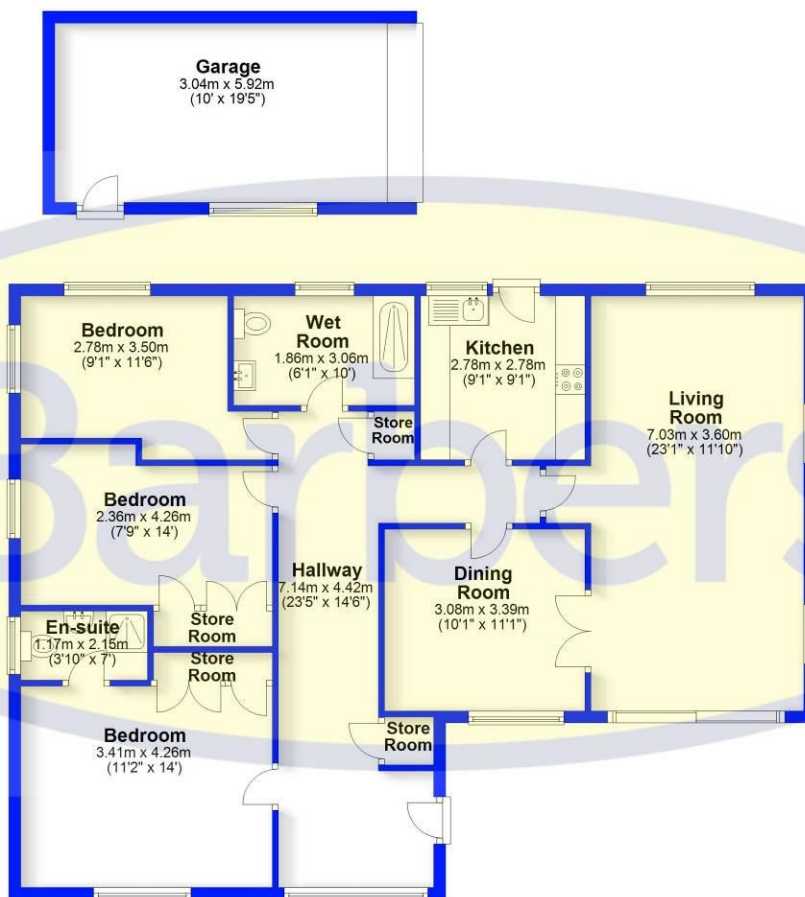 Garage
3.04m x 5.92m
(10' x 19'5")
Bedroom
2.78m x 3.50m
(9'1" x 11'6")
Wet
Room
1.86m x 3.06m
(6'1" x 10')
Kitchen
2.78m x 2.78m
(9'1" x 9'1")
Living
Room
7.03m x 3.60m
(23'1" x 11'10")
Store
Room
Bedroom
2.36m x 4.26m
(7'9" x 14')
Hallway
7.14m x 4.42m
(23'5" x 14'6")
Dining
Room
3.08m x 3.39m
(10'1" x 11'1")
Store
Room
En-suite
1.17m x 2.15m
(3'10" x 7')
Store
Room
Bedroom
3.41m x 4.26m
(11'2" x 14')
Store
Room
Barbers